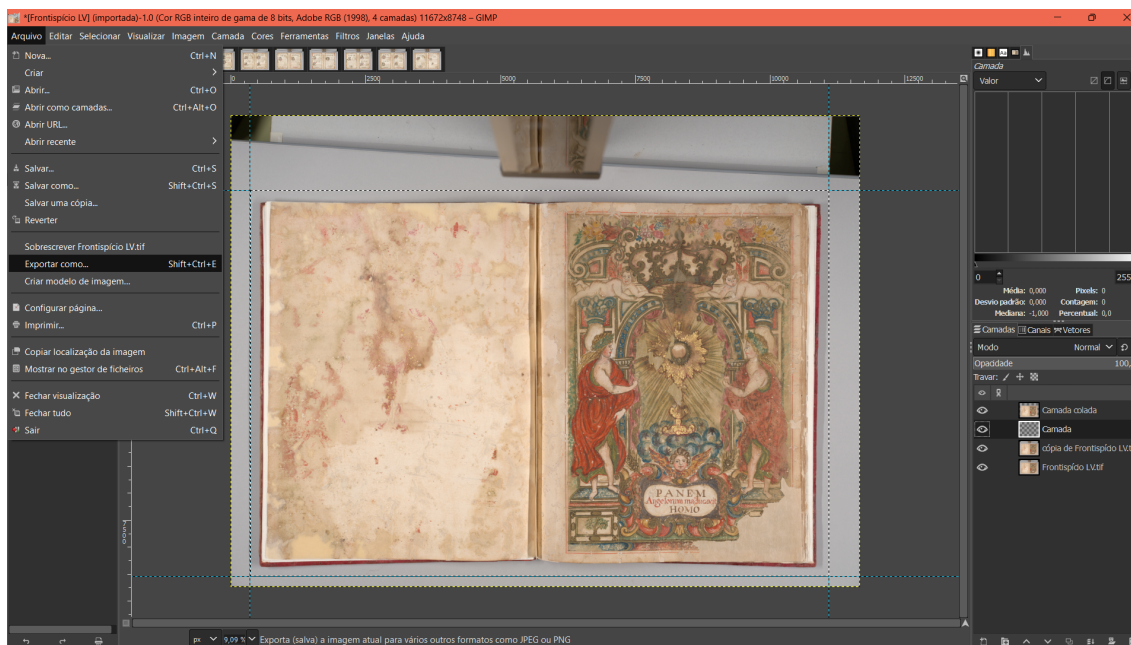 *[Frontispício LV] (importada)-1.0 (Cor RGB inteiro de gama de 8 bits, Adobe RGB (1998), 4 camadas) 11672x8748 – GIMP
Arquivo Editar Selecionar Visualizar Imagem Camada Cores Ferramentas Filtros Janelas Ajuda
Nova... Ctrl+N
Criar
Abrir... Ctrl+O
Abrir como camadas... Ctrl+Alt+O
Abrir URL...
Abrir recente
Salvar... Ctrl+S
Salvar como... Shift+Ctrl+S
Salvar uma cópia...
Reverter
Sobrescrever Frontispício LV.tif
Exportar como... Shift+Ctrl+E
Criar modelo de imagem...
Configurar página...
Imprimir... Ctrl+P
Copiar localização da imagem
Mostrar no gestor de ficheiros Ctrl+Alt+F
Fechar visualização Ctrl+W
Fechar tudo Shift+Ctrl+W
Sair Ctrl+Q
0 2500 5000 7500 10000 12500
7500
PANEM
Angelorum
HOMO
px 9,09 % Exporta (salva) a imagem atual para vários outros formatos como JPEG ou PNG
Camada
Valor
0 255
Média: 0,000 Pixels: 0
Desvio padrão: 0,000 Contagem: 0
Mediana: -1,000 Percentual: 0,0
Camadas Canais Vetores
Modo Normal
Opacidade 100,
Travar:
Camada colada
Camada
cópia de Frontispício LV.t
Frontispício LV.tif